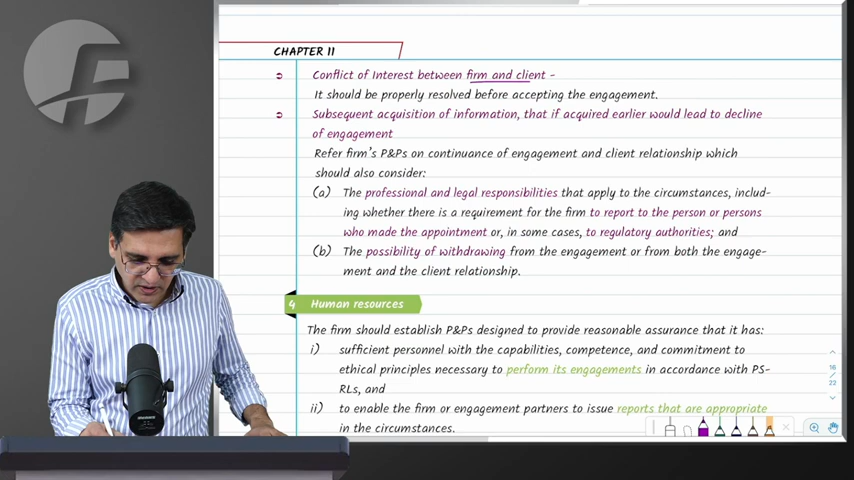 CHAPTER 11
Conflict of Interest between firm and client -
It should be properly resolved before accepting the engagement.
Subsequent acquisition of information, that if acquired earlier would lead to decline
of engagement
Refer firm's P&Ps on continuance of engagement and client relationship which
should also consider:
(a) The professional and legal responsibilities that apply to the circumstances, includ-
ing whether there is a requirement for the firm to report to the person or persons
who made the appointment or, in some cases, to regulatory authorities; and
(b) The possibility of withdrawing from the engagement or from both the engage-
ment and the client relationship.
4 Human resources
The firm should establish P&Ps designed to provide reasonable assurance that it has:
i) sufficient personnel with the capabilities, competence, and commitment to
ethical principles necessary to perform its engagements in accordance with PS-
RLs, and
ii) to enable the firm or engagement partners to issue reports that are appropriate
in the circumstances.
16
/
22